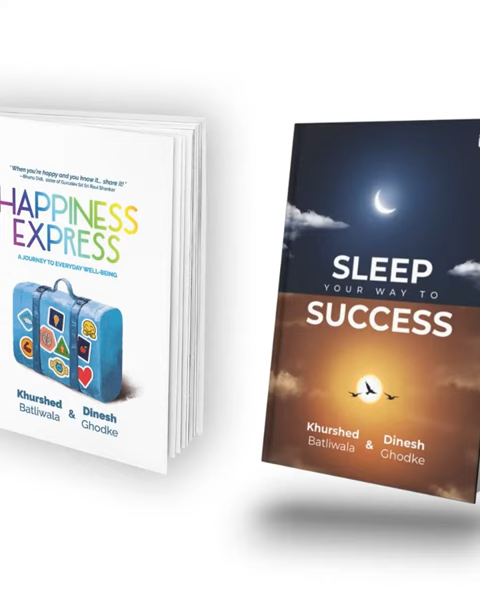 "When you're happy and you know it... share it!"
HAPPINESS
EXPRESS
A JOURNEY TO EVERYDAY WELL-BEING
Khurshed
Batliwala
&
Dinesh
Ghodke
SLEEP
YOUR WAY TO
SUCCESS
Khurshed
Batliwala
&
Dinesh
Ghodke